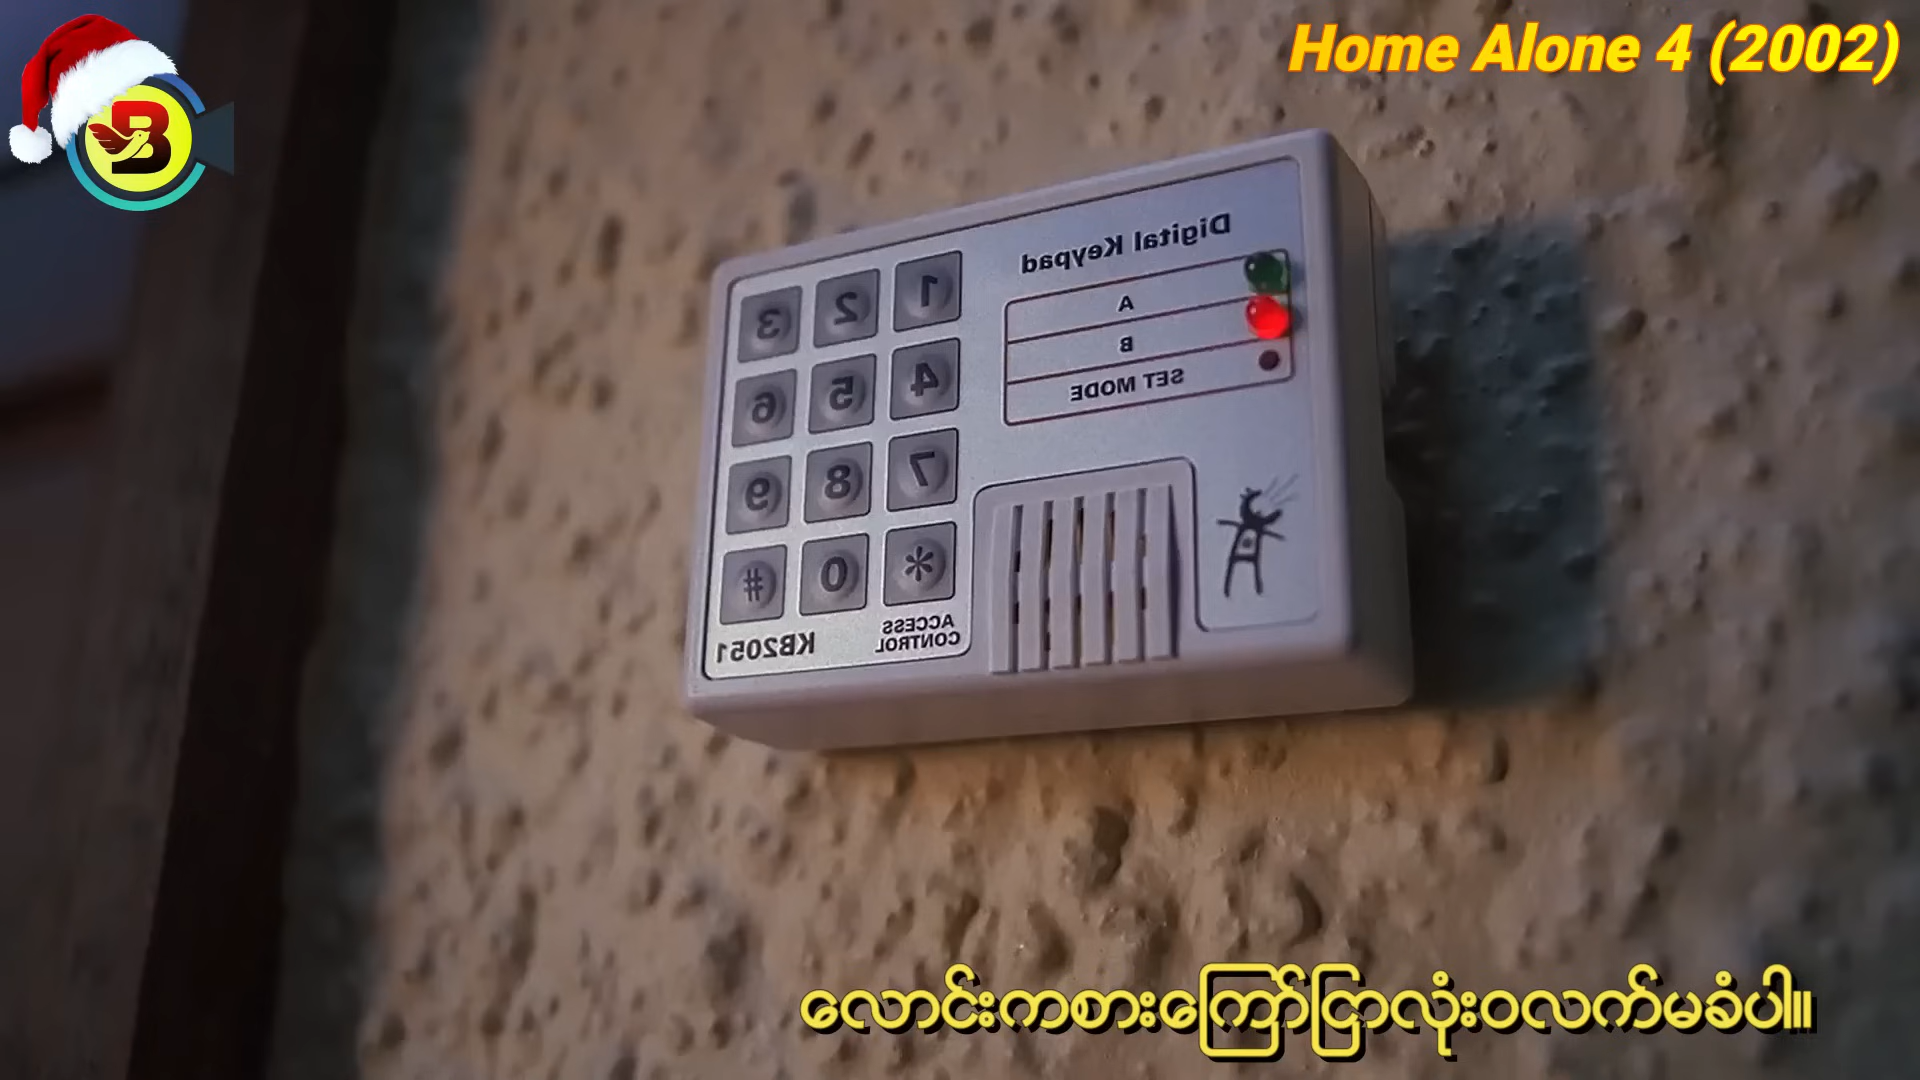 Home Alone 4 (2002)
B
Digital Keypad
A
B
SET MODE
3 2 1
6 5 4
9 8 7
# 0 *
KB2051
ACCESS
CONTROL
လောင်းကစားကြော်ငြာလုံးဝလက်မခံပါ။